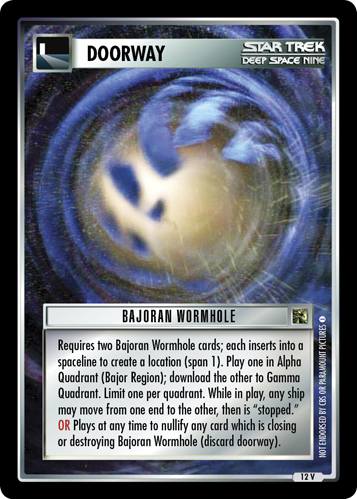 DOORWAY
STAR TREK
DEEP SPACE NINE
BAJORAN WORMHOLE
Requires two Bajoran Wormhole cards; each inserts into a
spaceline to create a location (span 1). Play one in Alpha
Quadrant (Bajor Region); download the other to Gamma
Quadrant. Limit one per quadrant. While in play, any ship
may move from one end to the other, then is "stopped."
OR Plays at any time to nullify any card which is closing
or destroying Bajoran Wormhole (discard doorway).
NOT ENDORSED BY CBS OR PARAMOUNT PICTURES
12 V